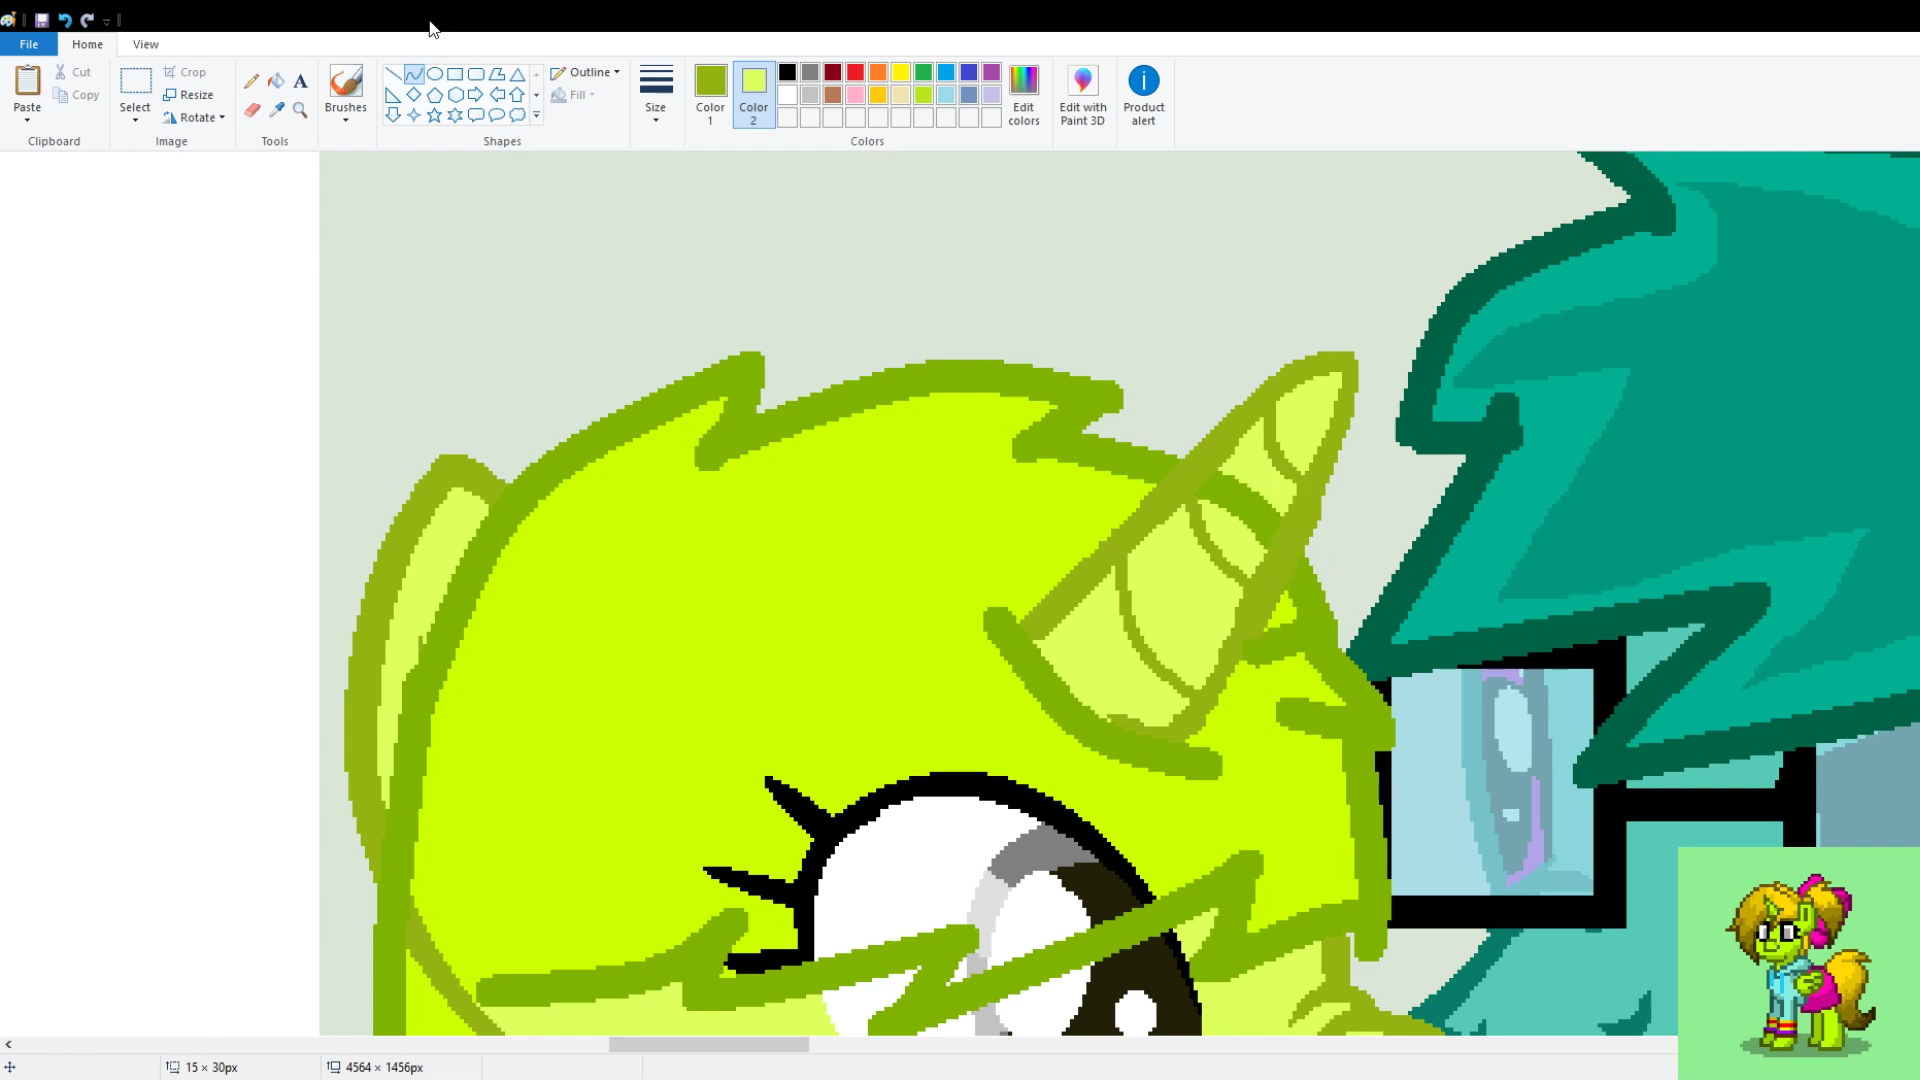 File Home View
Paste Cut Copy
Clipboard
Select Crop Resize Rotate
Image
A
Tools
Brushes
Outline Fill
Shapes
Size
Color 1
Color 2
Edit colors
Colors
Edit with Paint 3D
Product alert
15 × 30px 4564 × 1456px